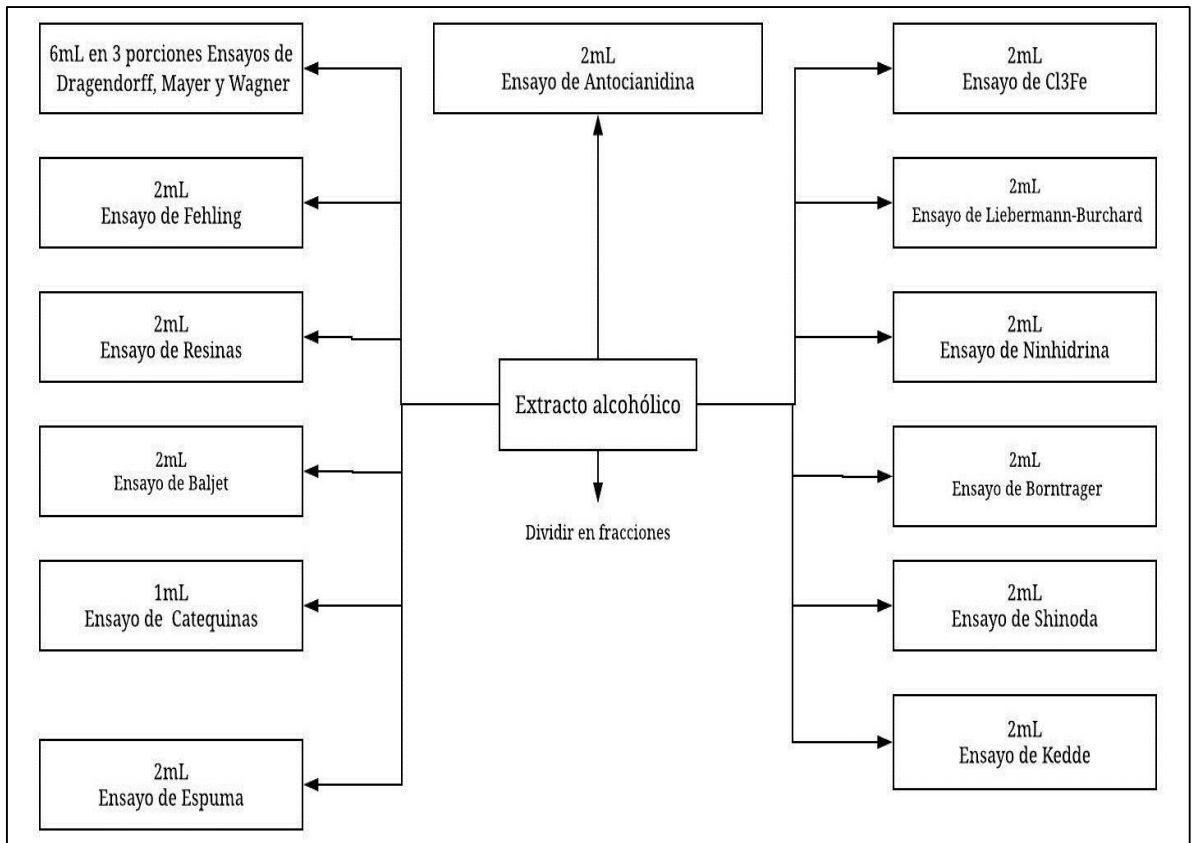 6mL en 3 porciones Ensayos de
Dragendorff, Mayer y Wagner
2mL
Ensayo de Fehling
2mL
Ensayo de Resinas
2mL
Ensayo de Baljet
1mL
Ensayo de Catequinas
2mL
Ensayo de Espuma
2mL
Ensayo de Antocianidina
Extracto alcohólico
Dividir en fracciones
2mL
Ensayo de Cl3Fe
2mL
Ensayo de Liebermann-Burchard
2mL
Ensayo de Ninhidrina
2mL
Ensayo de Borntrager
2mL
Ensayo de Shinoda
2mL
Ensayo de Kedde